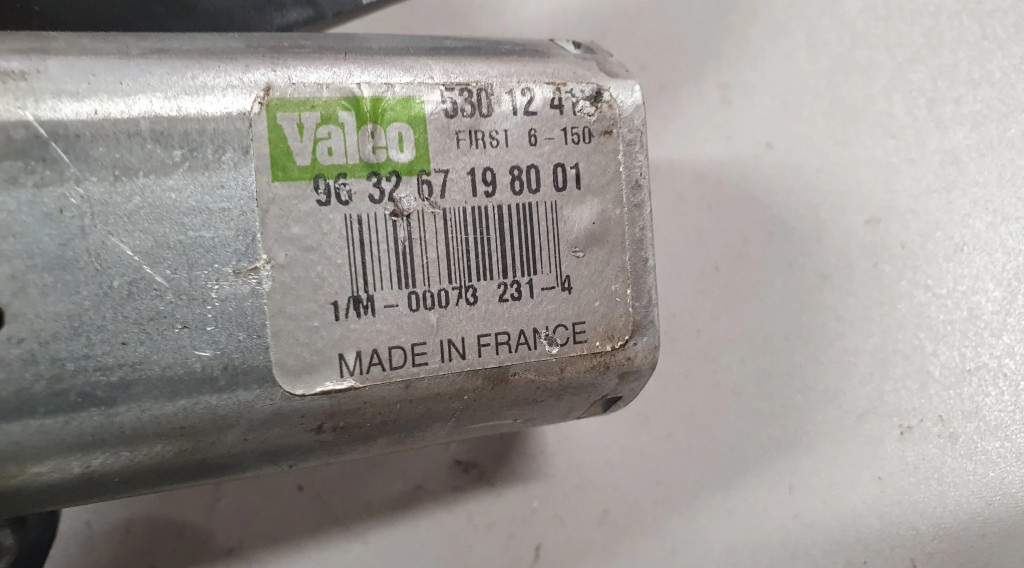 Valeo
530 12 41
FIRST 6-150
96 32 67 19 80 01
1/M-00073 231-4
MADE IN FRANCE